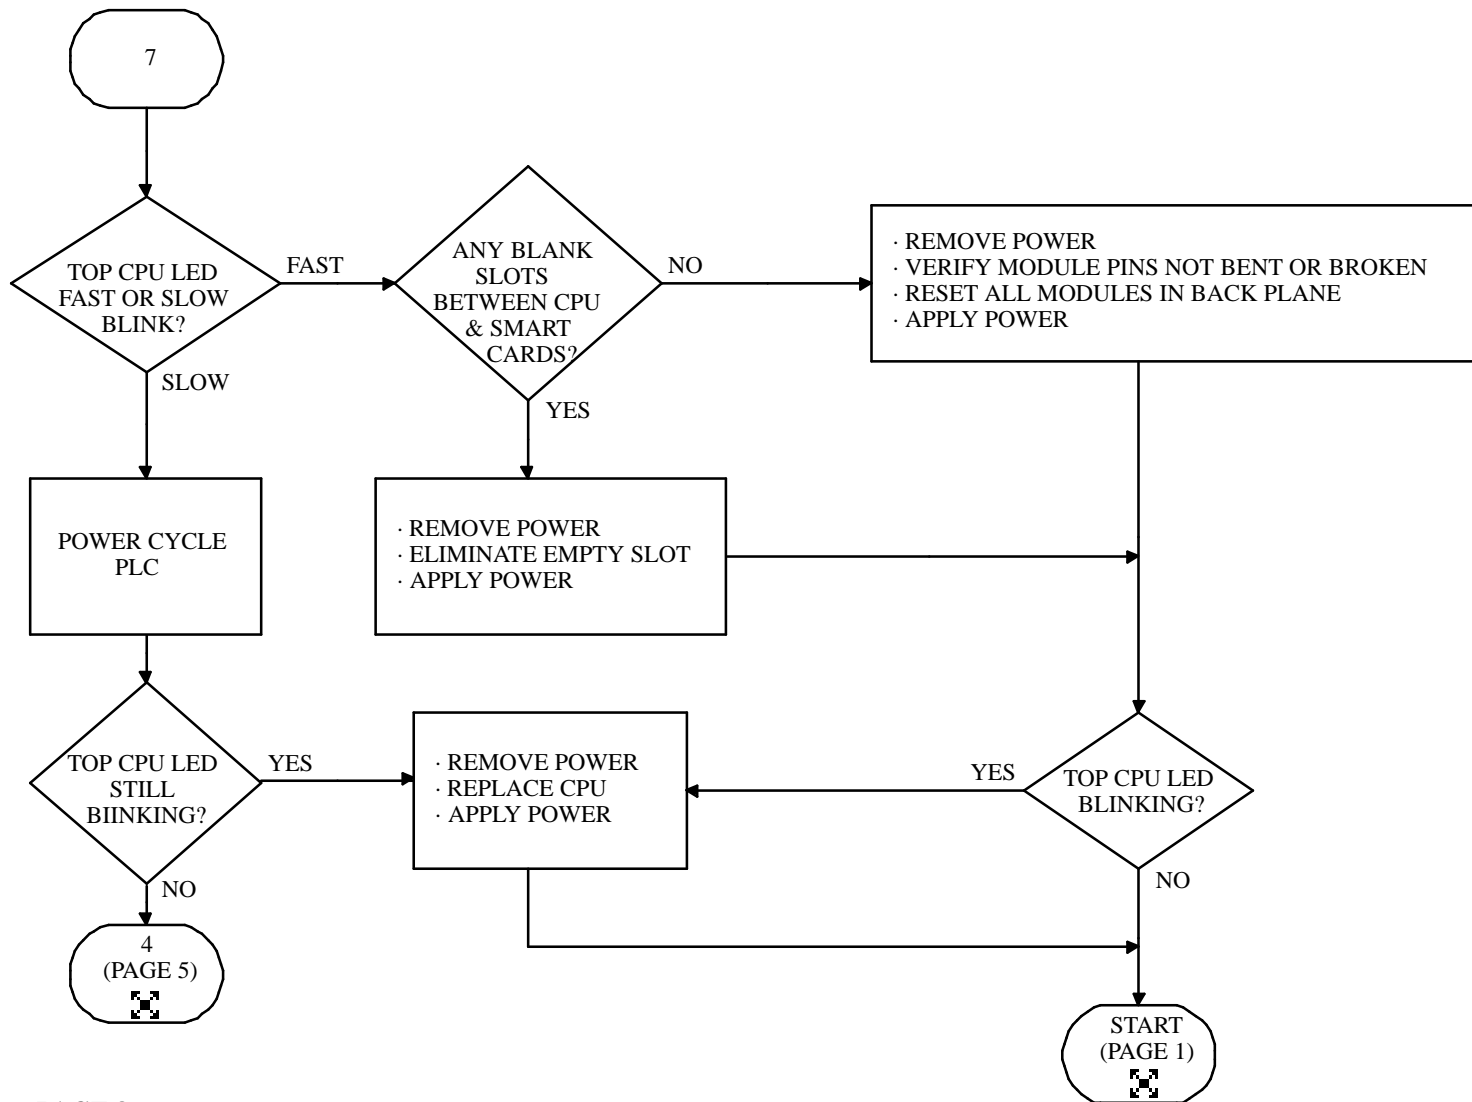 7
TOP CPU LED
FAST OR SLOW
BLINK?
FAST
SLOW
ANY BLANK
SLOTS
BETWEEN CPU
& SMART
CARDS?
NO
YES
· REMOVE POWER
· VERIFY MODULE PINS NOT BENT OR BROKEN
· RESET ALL MODULES IN BACK PLANE
· APPLY POWER
POWER CYCLE
PLC
· REMOVE POWER
· ELIMINATE EMPTY SLOT
· APPLY POWER
TOP CPU LED
STILL
BIINKING?
YES
NO
· REMOVE POWER
· REPLACE CPU
· APPLY POWER
YES
TOP CPU LED
BLINKING?
NO
4
(PAGE 5)
START
(PAGE 1)